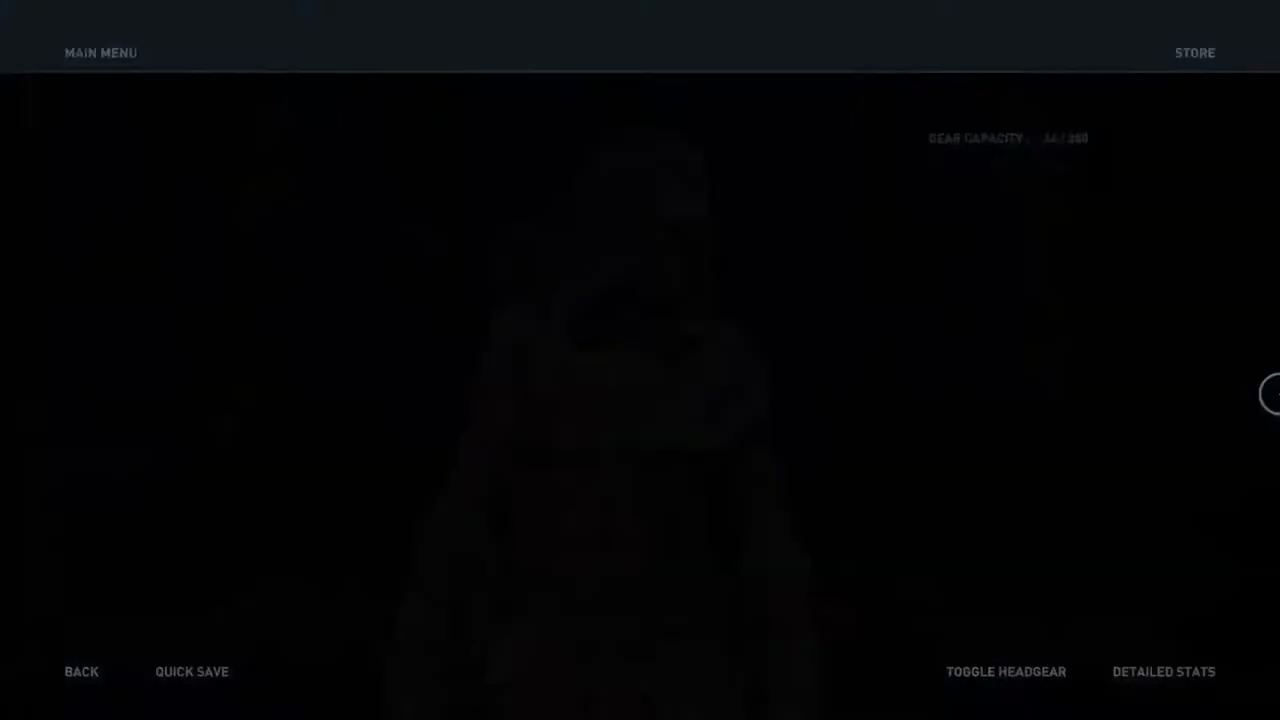 MAIN MENU
STORE
GEAR CAPACITY
BACK
QUICK SAVE
TOGGLE HEADGEAR
DETAILED STATS